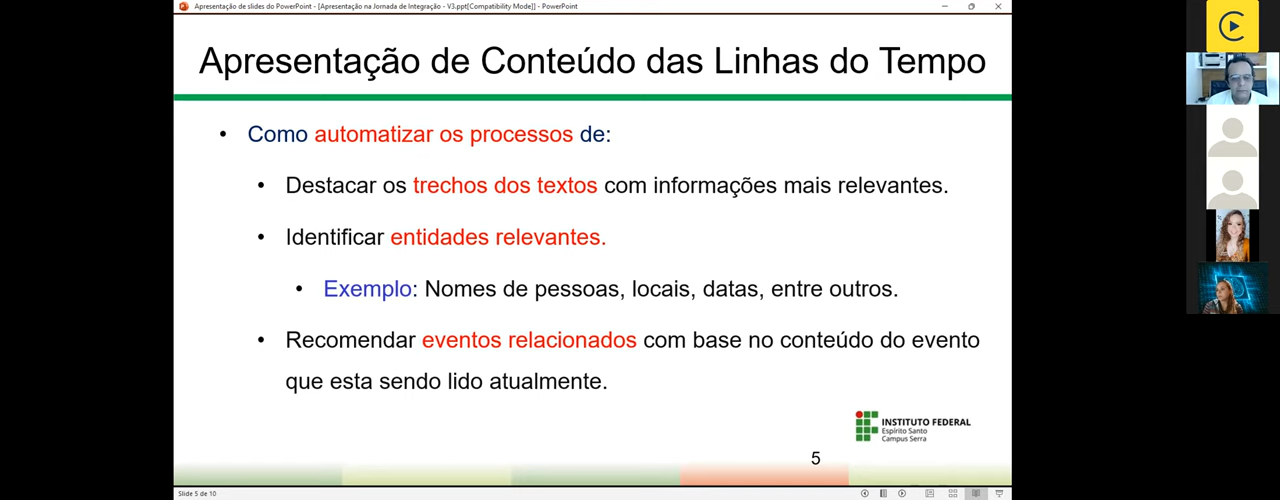 Apresentação de slides do PowerPoint - [Apresentação na Jornada de Integração - V3.ppt[Compatibility Mode]] - PowerPoint
Apresentação de Conteúdo das Linhas do Tempo
• Como automatizar os processos de:
• Destacar os trechos dos textos com informações mais relevantes.
• Identificar entidades relevantes.
• Exemplo: Nomes de pessoas, locais, datas, entre outros.
• Recomendar eventos relacionados com base no conteúdo do evento
que esta sendo lido atualmente.
INSTITUTO FEDERAL
Espírito Santo
Campus Serra
5
Slide 5 de 10